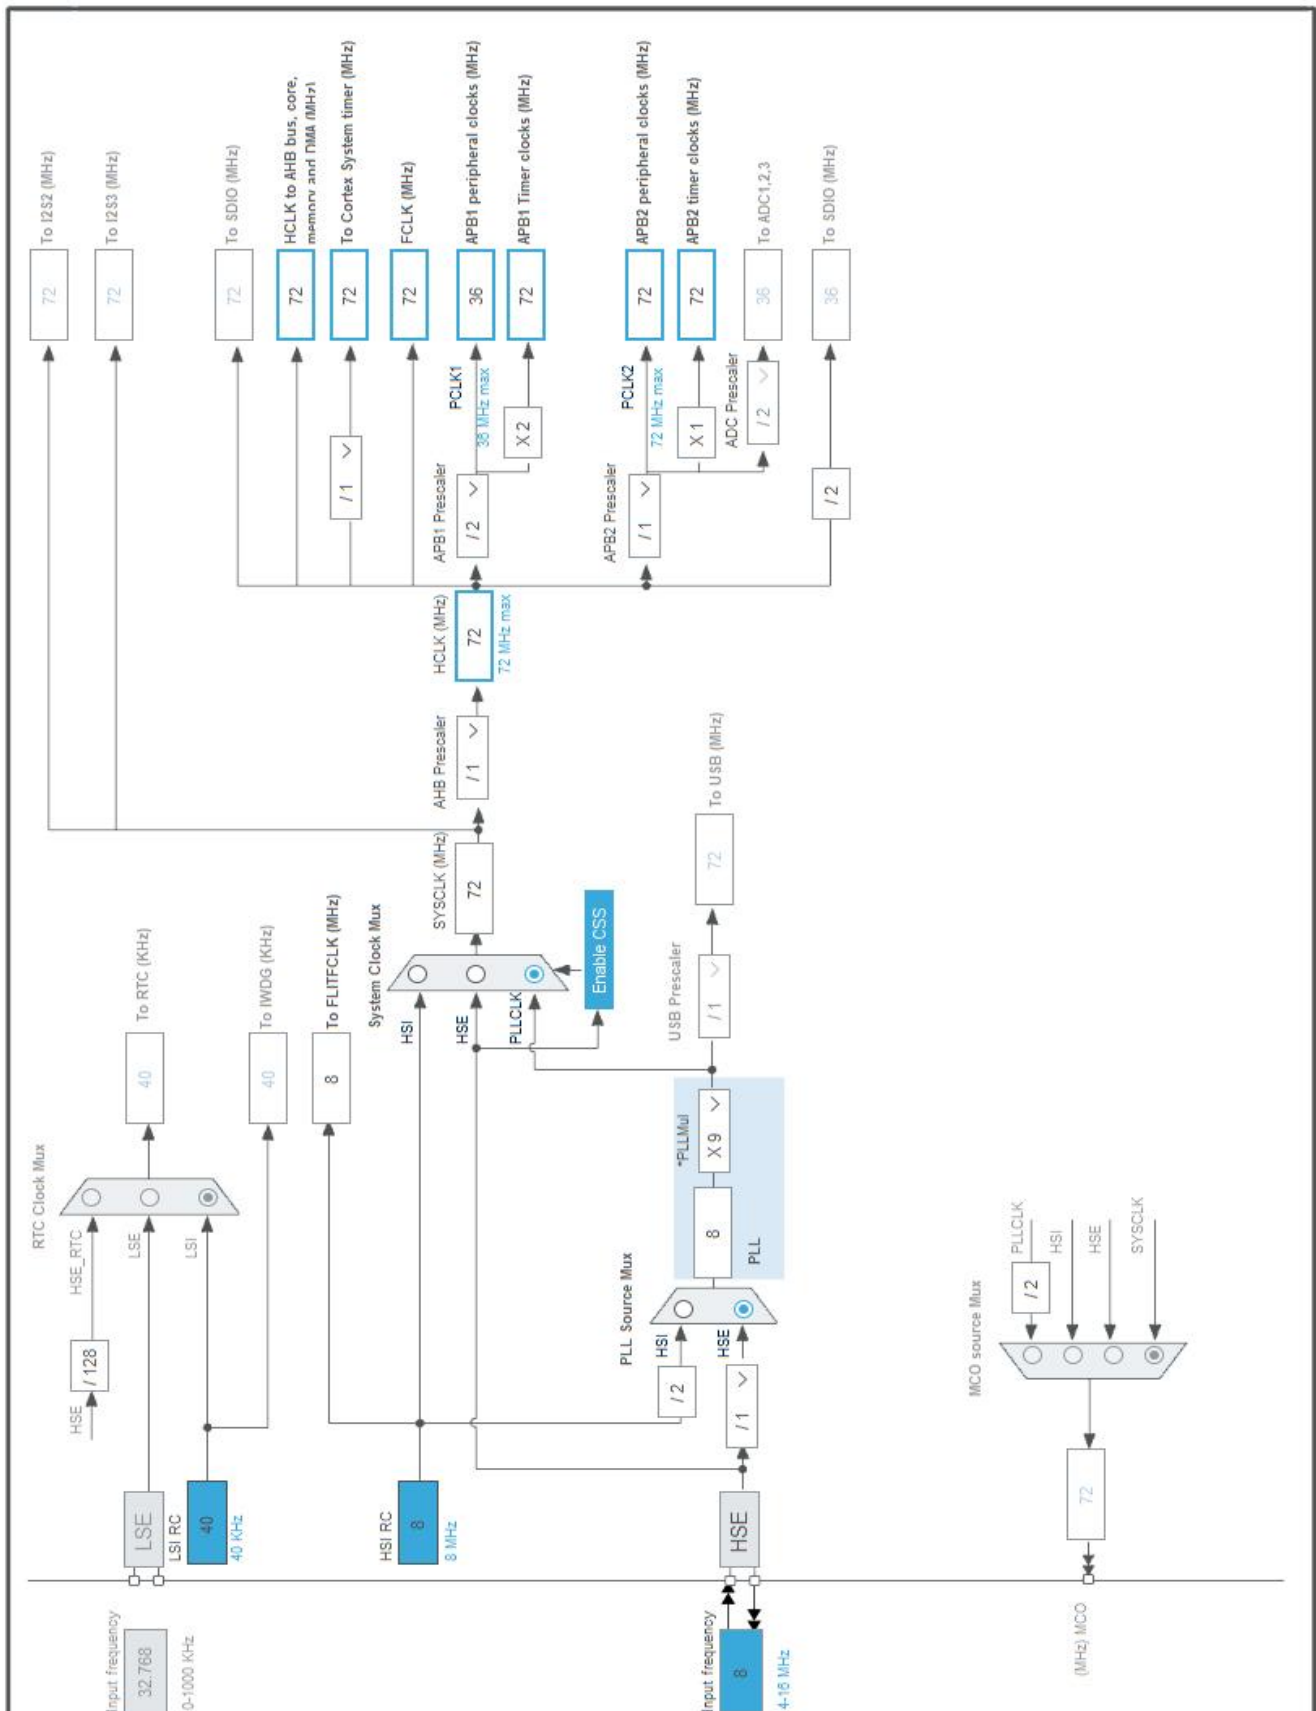 Input frequency
32.768
0-1000 KHz
LSE
LSI RC
40
40 KHz
HSE
/ 128
HSE_RTC
LSE
LSI
RTC Clock Mux
40
To RTC (KHz)
40
To IWDG (KHz)
8
To FLITFCLK (MHz)
HSI RC
8
8 MHz
Input frequency
8
4-16 MHz
HSE
/ 1
/ 2
HSI
HSE
PLL Source Mux
8
PLL
*PLLMul
X 9
USB Prescaler
/ 1
72
To USB (MHz)
System Clock Mux
HSI
HSE
PLLCLK
Enable CSS
SYSCLK (MHz)
72
AHB Prescaler
/ 1
HCLK (MHz)
72
72 MHz max
72
To I2S2 (MHz)
72
To I2S3 (MHz)
72
To SDIO (MHz)
72
HCLK to AHB bus, core,
memory and DMA (MHz)
/ 1
72
To Cortex System timer (MHz)
72
FCLK (MHz)
APB1 Prescaler
/ 2
PCLK1
36 MHz max
36
APB1 peripheral clocks (MHz)
X 2
72
APB1 Timer clocks (MHz)
APB2 Prescaler
/ 1
PCLK2
72 MHz max
72
APB2 peripheral clocks (MHz)
X 1
72
APB2 timer clocks (MHz)
ADC Prescaler
/ 2
36
To ADC1,2,3
/ 2
36
To SDIO (MHz)
MCO source Mux
/ 2
PLLCLK
HSI
HSE
SYSCLK
72
(MHz) MCO